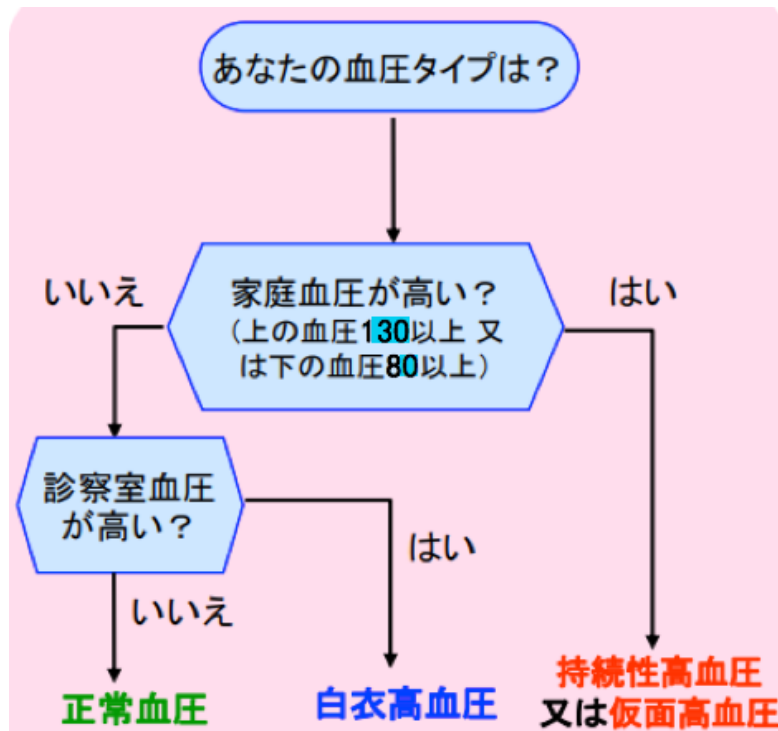 あなたの血圧タイプは？
いいえ
家庭血圧が高い？
はい
（上の血圧130以上 又
は下の血圧80以上）
診察室血圧
が高い？
はい
いいえ
正常血圧
白衣高血圧
持続性高血圧
又は仮面高血圧